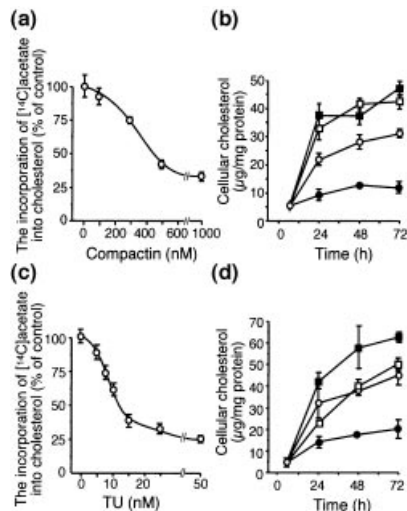 (a)
The incorporation of [¹⁴C]acetate
into cholesterol (% of control)
125
100
75
50
25
0
0 200 400 600 1000
Compactin (nM)
(b)
Cellular cholesterol
(µg/mg protein)
50
40
30
20
10
0
0 24 48 72
Time (h)
(c)
The incorporation of [¹⁴C]acetate
into cholesterol (% of control)
125
100
75
50
25
0
0 5 10 15 50
TU (nM)
(d)
Cellular cholesterol
(µg/mg protein)
70
60
50
40
30
20
10
0
0 24 48 72
Time (h)